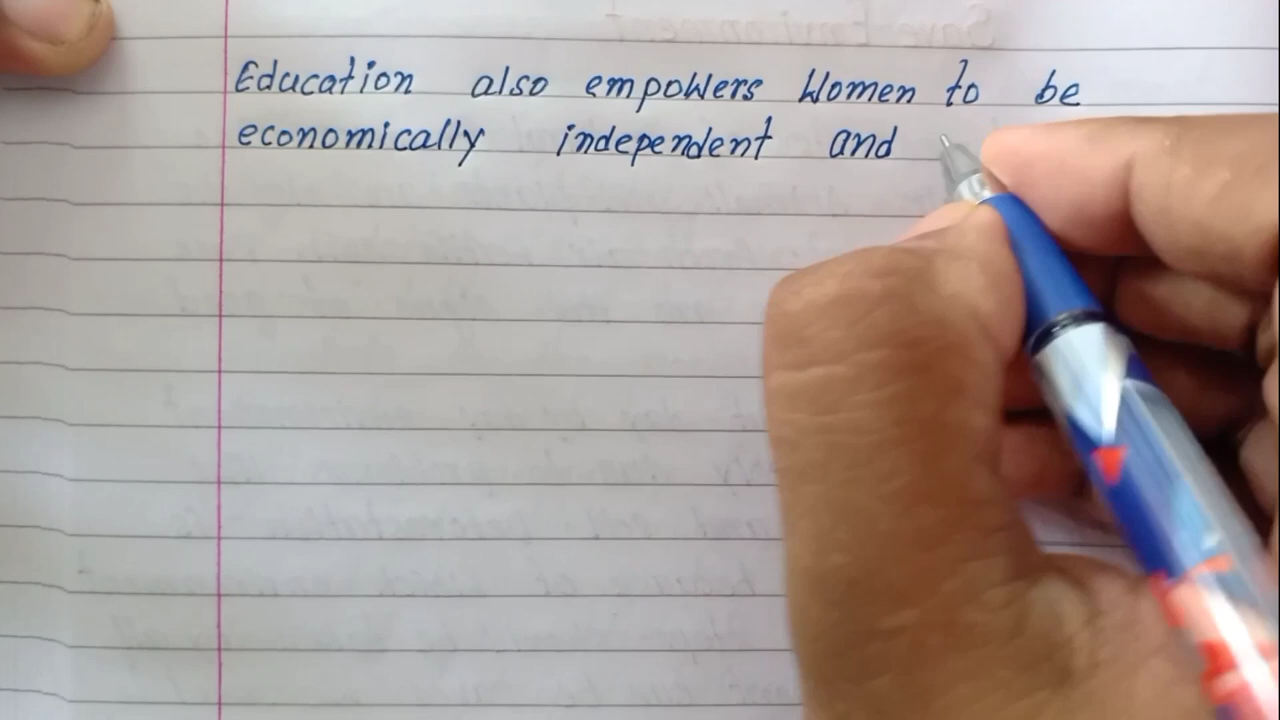 Education also empowers Women to be
economically independent and